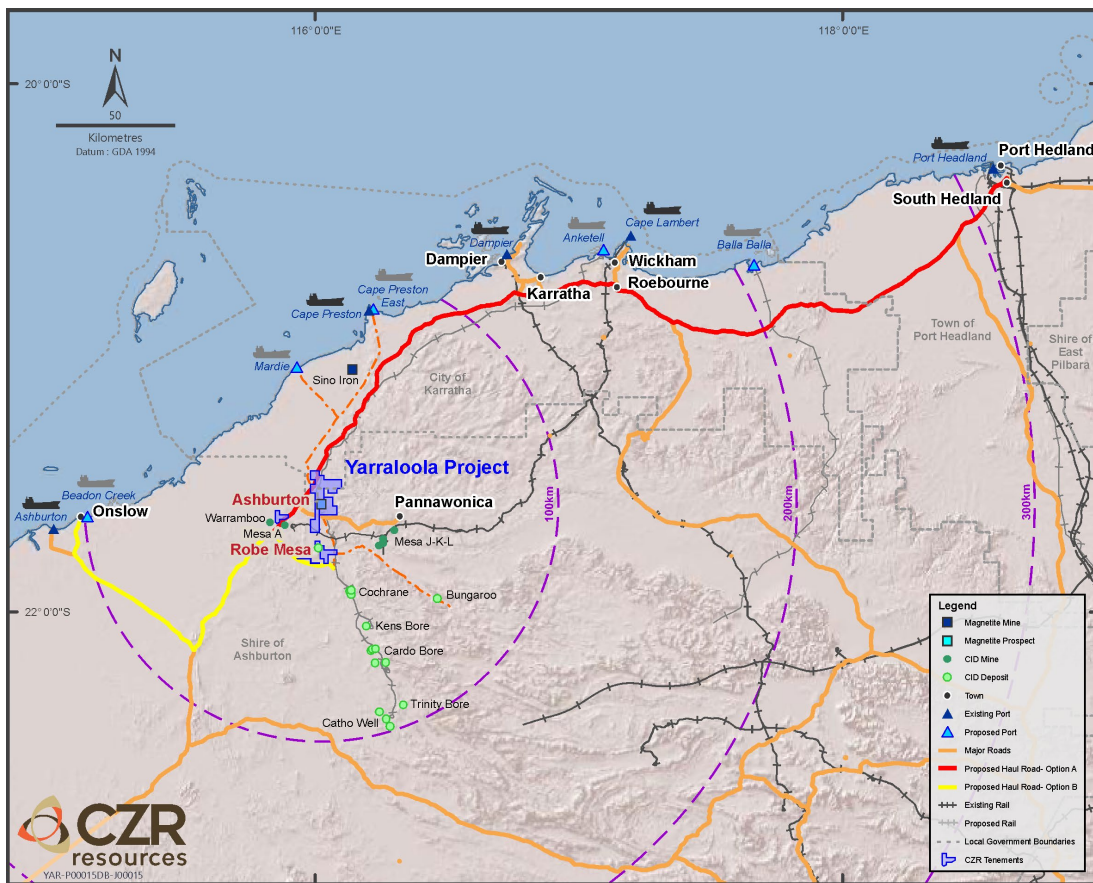 116°0'0"E
118°0'0"E
N
20°0'0"S
50
Kilometres
Datum : GDA 1994
Port Headland
Port Hedland
South Hedland
Cape Lambert
Anketell
Dampier
Balla Balla
Dampier
Wickham
Roebourne
Karratha
Cape Preston
East
Cape Preston
Town of
Port Headland
Shire of
East
Pilbara
Mardie
Sino Iron
City of
Karratha
Yarraloola Project
Ashburton
Pannawonica
Beadon Creek
Onslow
Ashburton
Warramboo
Mesa A
Mesa J-K-L
Robe Mesa
100km
200km
300km
Cochrane
Bungaroo
22°0'0"S
Kens Bore
Shire of
Ashburton
Cardo Bore
Trinity Bore
Catho Well
Legend
Magnetite Mine
Magnetite Prospect
CID Mine
CID Deposit
Town
Existing Port
Proposed Port
Major Roads
Proposed Haul Road- Option A
Proposed Haul Road- Option B
Existing Rail
Proposed Rail
Local Government Boundaries
CZR Tenements
CZR
resources
YAR-P00015DB-J00015